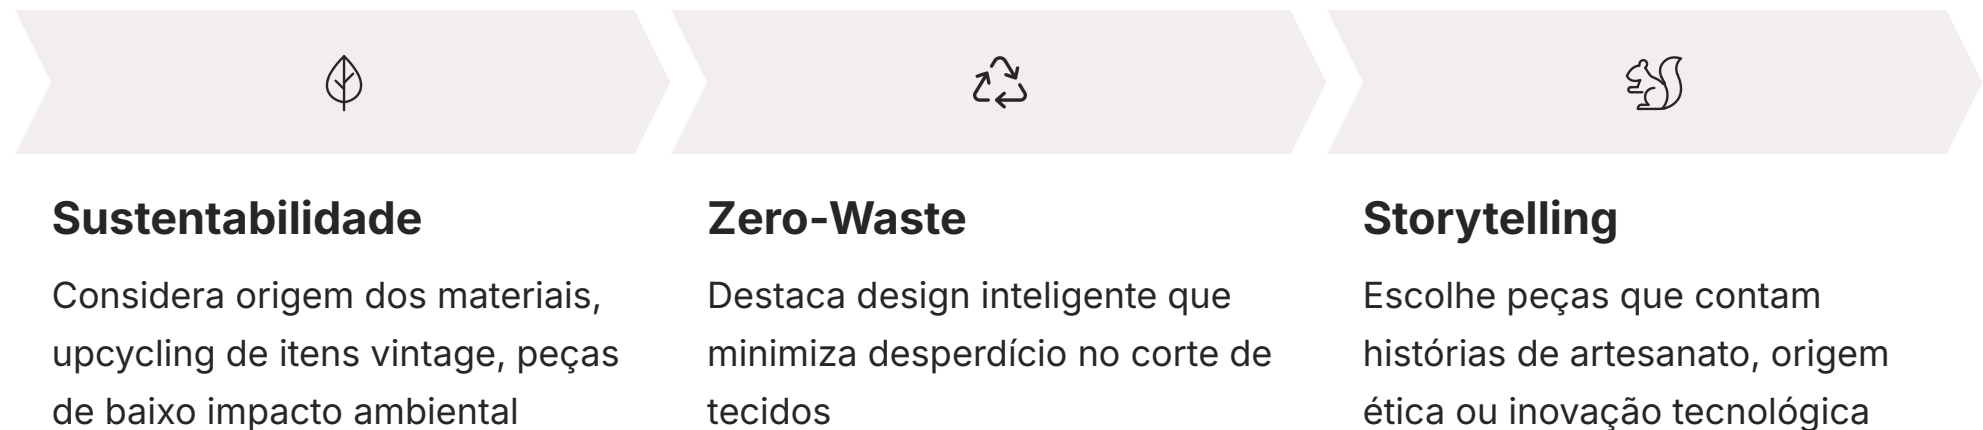 Sustentabilidade
Considera origem dos materiais,
upcycling de itens vintage, peças
de baixo impacto ambiental
Zero-Waste
Destaca design inteligente que
minimiza desperdício no corte de
tecidos
Storytelling
Escolhe peças que contam
histórias de artesanato, origem
ética ou inovação tecnológica